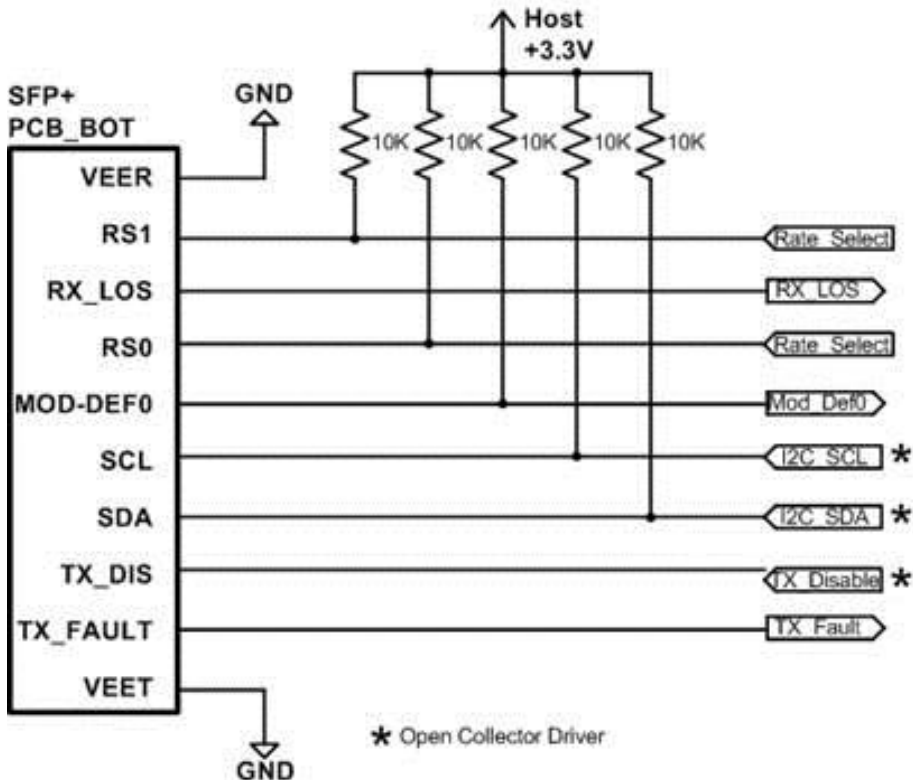 Host
+3.3V
SFP+
PCB_BOT
GND
10K 10K 10K 10K 10K
VEER
RS1 Rate_Select
RX_LOS RX_LOS
RS0 Rate_Select
MOD-DEF0 Mod_Def0
SCL I2C_SCL *
SDA I2C_SDA *
TX_DIS TX_Disable *
TX_FAULT TX_Fault
VEET
* Open Collector Driver
GND